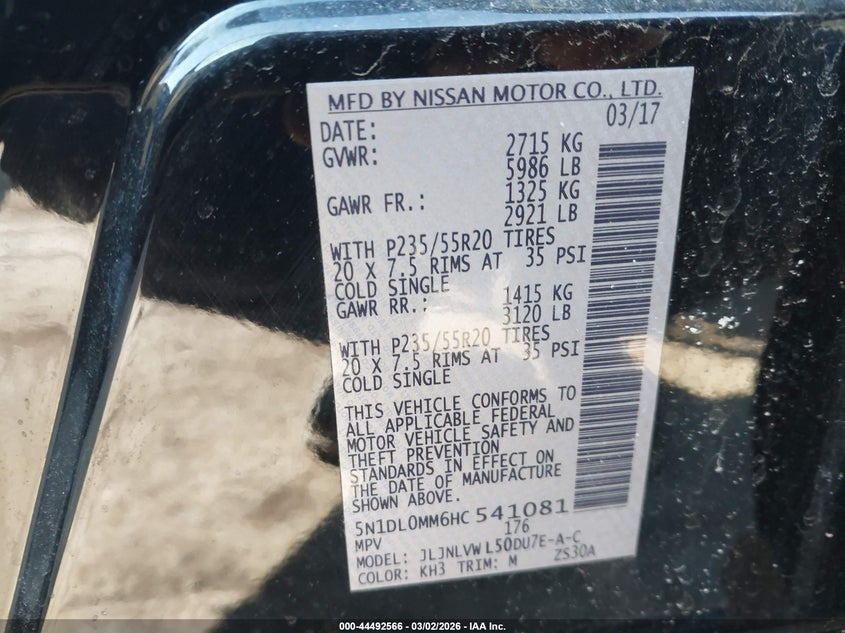 MFD BY NISSAN MOTOR CO., LTD.
DATE: 03/17
GVWR: 2715 KG
5986 LB
GAWR FR.: 1325 KG
2921 LB
WITH P235/55R20 TIRES
20 X 7.5 RIMS AT 35 PSI
COLD SINGLE
GAWR RR.: 1415 KG
3120 LB
WITH P235/55R20 TIRES
20 X 7.5 RIMS AT 35 PSI
COLD SINGLE
THIS VEHICLE CONFORMS TO
ALL APPLICABLE FEDERAL
MOTOR VEHICLE SAFETY AND
THEFT PREVENTION
STANDARDS IN EFFECT ON
THE DATE OF MANUFACTURE
SHOWN ABOVE.
5N1DL0MM6HC 541081
MPV 176
MODEL: JLJNLVW L50DU7E-A-C
COLOR: KH3 TRIM: M ZS30A
000-44492566 - 03/02/2026 - IAA Inc.